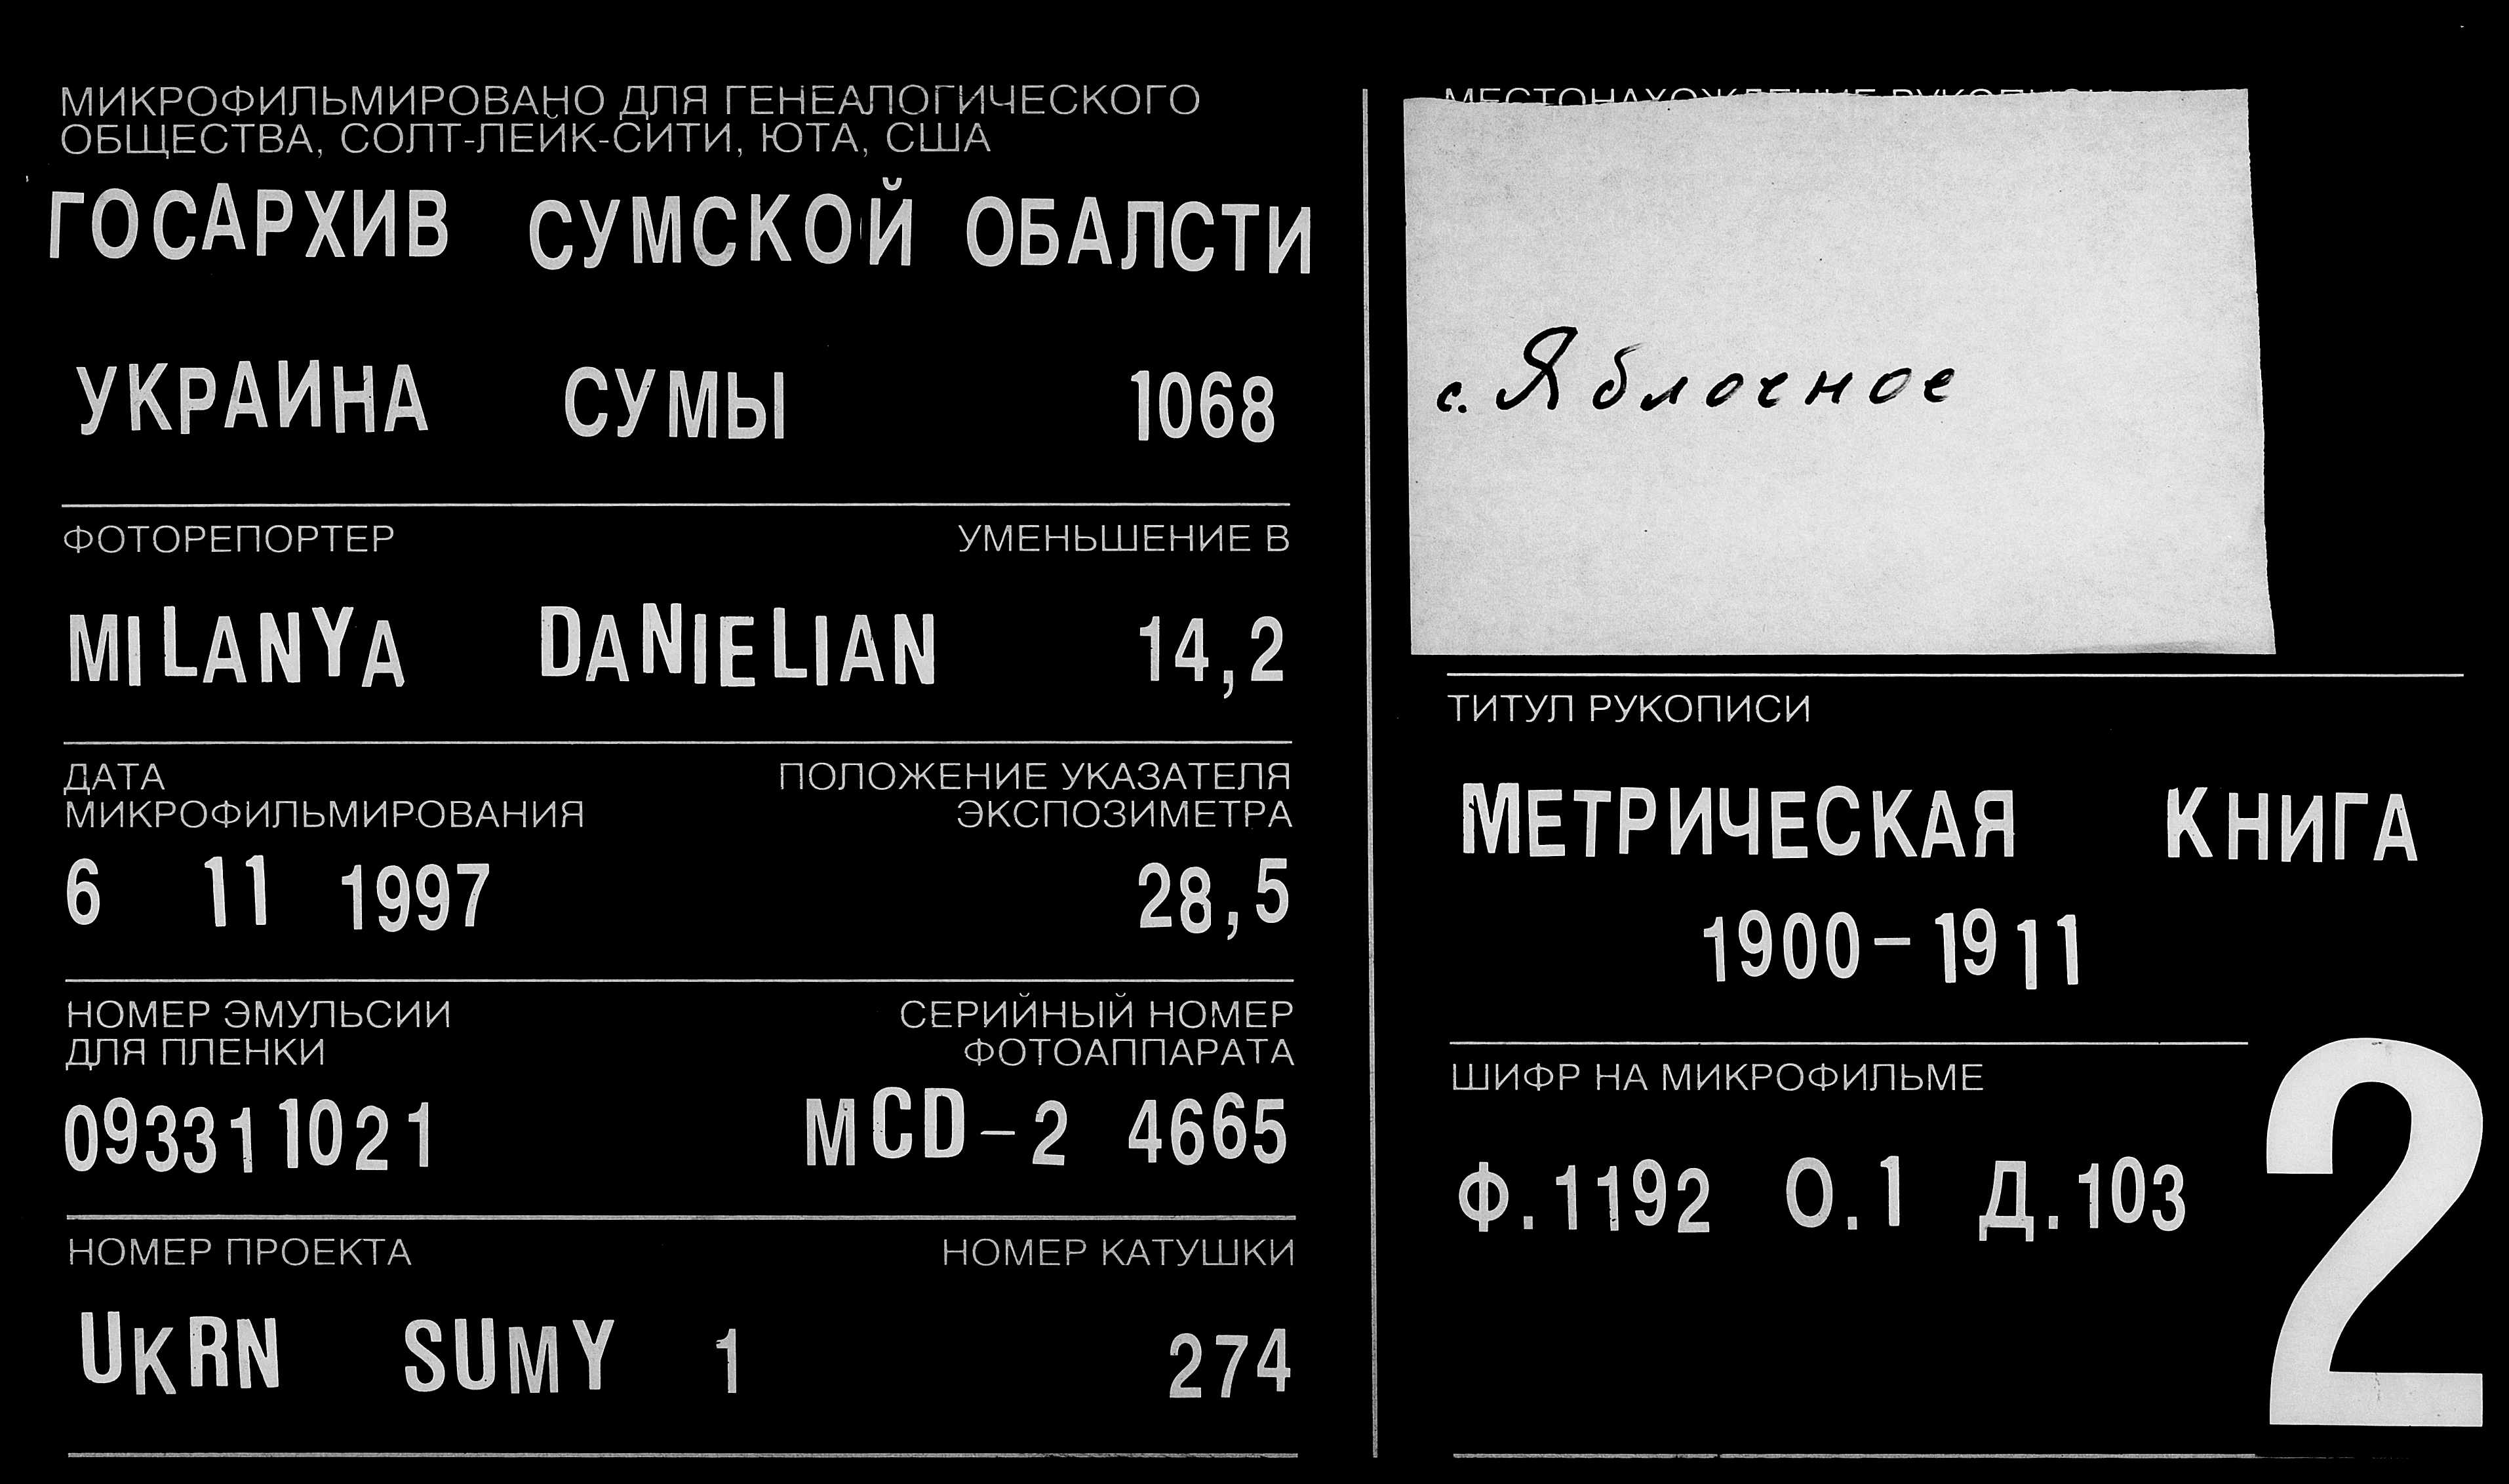 МИКРОФИЛЬМИРОВАНО ДЛЯ ГЕНЕАЛОГИЧЕСКОГО
ОБЩЕСТВА, СОЛТ-ЛЕЙК-СИТИ, ЮТА, США
ГОСАРХИВ СУМСКОЙ ОБАЛСТИ
УКРАИНА СУМЫ 1068
ФОТОРЕПОРТЕР УМЕНЬШЕНИЕ В
MILANYA DANIELIAN 14,2
ДАТА ПОЛОЖЕНИЕ УКАЗАТЕЛЯ
МИКРОФИЛЬМИРОВАНИЯ ЭКСПОЗИМЕТРА
6 11 1997 28,5
НОМЕР ЭМУЛЬСИИ СЕРИЙНЫЙ НОМЕР
ДЛЯ ПЛЕНКИ ФОТОАППАРАТА
093311021 MCD-2 4665
НОМЕР ПРОЕКТА НОМЕР КАТУШКИ
UKRN SUMY 1 274
МЕСТОНАХОЖДЕНИЕ РУКОПИСИ
с. Яблочное
ТИТУЛ РУКОПИСИ
МЕТРИЧЕСКАЯ КНИГА
1900-1911
ШИФР НА МИКРОФИЛЬМЕ
Ф.1192 О.1 Д.103
2